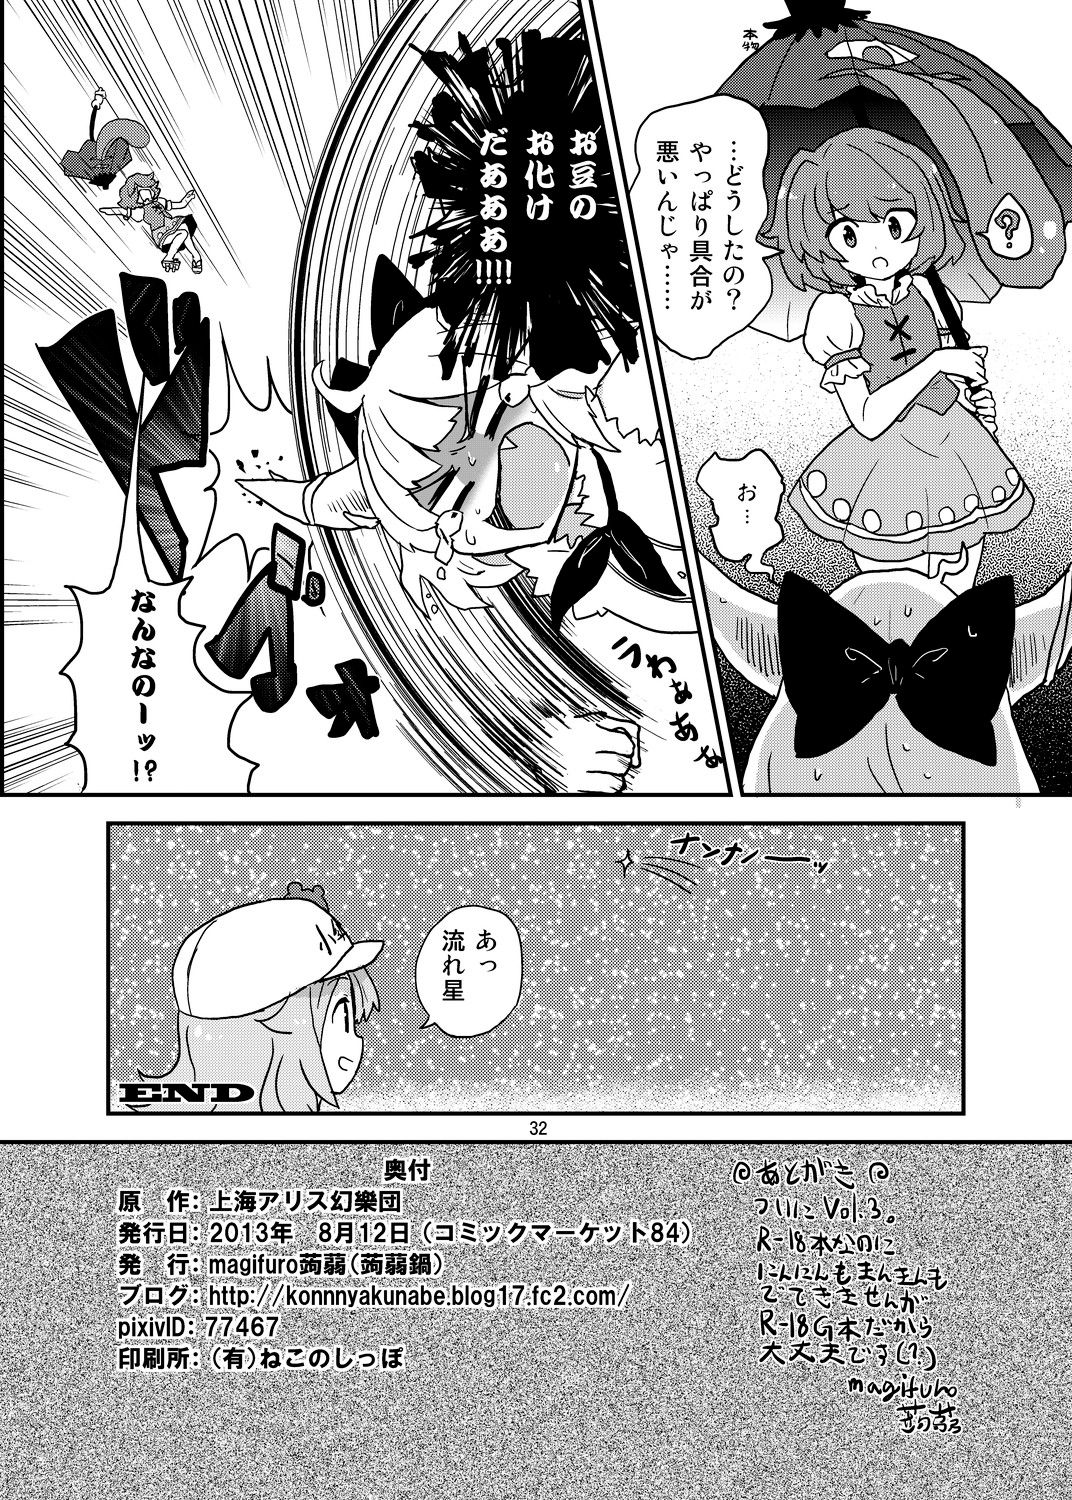 本物
…どうしたの?
やっぱり具合が
悪いんじゃ……
?
お…
お豆の
お化け
だあああ!!!!!
うわぁぁぁぁ
ドゴォオ
なんなのーッ!?
ナンナノーーッ
あっ
流れ星
END
32
奥付
原　作: 上海アリス幻樂団
発行日: 2013年　8月12日 (コミックマーケット84)
発　行: magifuro蒟蒻(蒟蒻鍋)
ブログ: http://konnnyakunabe.blog17.fc2.com/
pixivID: 77467
印刷所: (有)ねこのしっぽ
あとがき
ついにVol.3。
R-18本なのに
にんにんもまんまんも
でてきませんが
R-18G本だから
大丈夫です(?)
magifuro
蒟蒻